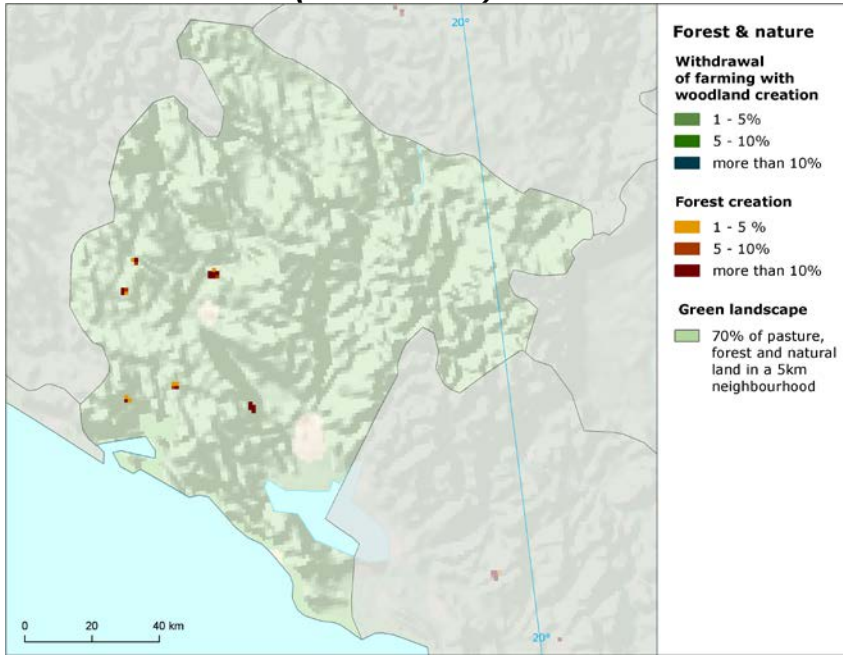 20°
20°
0 20 40 km
Forest & nature
Withdrawal
of farming with
woodland creation
1 - 5%
5 - 10%
more than 10%
Forest creation
1 - 5 %
5 - 10%
more than 10%
Green landscape
70% of pasture,
forest and natural
land in a 5km
neighbourhood